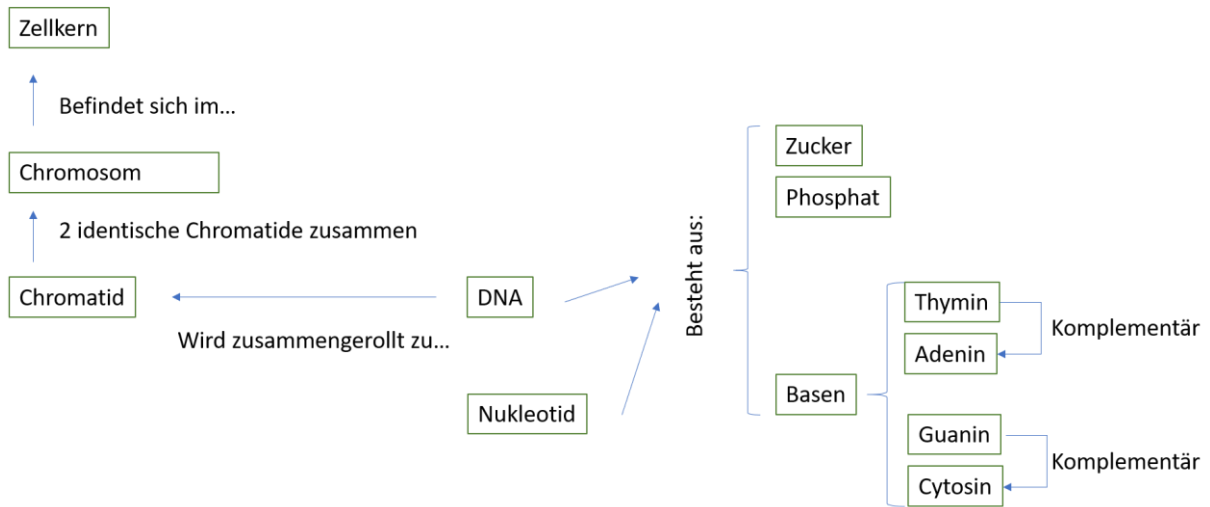 Zellkern
Befindet sich im...
Chromosom
2 identische Chromatide zusammen
Chromatid
Wird zusammengerollt zu...
DNA
Nukleotid
Besteht aus:
Zucker
Phosphat
Basen
Thymin
Adenin
Komplementär
Guanin
Cytosin
Komplementär